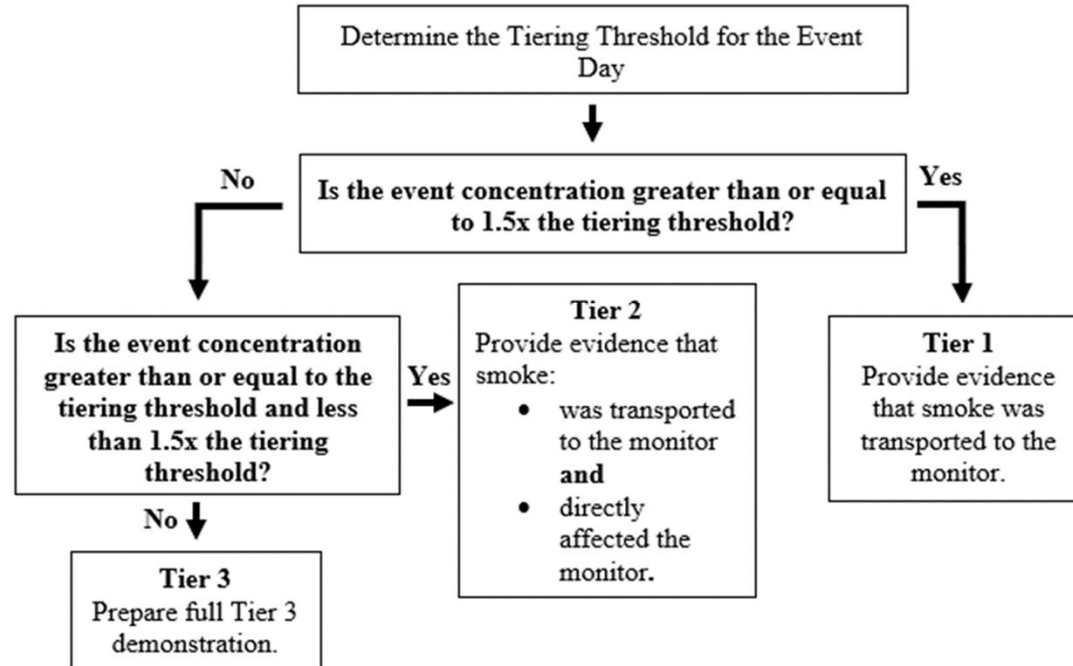 Determine the Tiering Threshold for the Event
Day
No
Is the event concentration greater than or equal
to 1.5x the tiering threshold?
Yes
Is the event concentration
greater than or equal to the
tiering threshold and less
than 1.5x the tiering
threshold?
Yes
Tier 2
Provide evidence that
smoke:
• was transported
to the monitor
and
• directly
affected the
monitor.
Tier 1
Provide evidence
that smoke was
transported to the
monitor.
No
Tier 3
Prepare full Tier 3
demonstration.